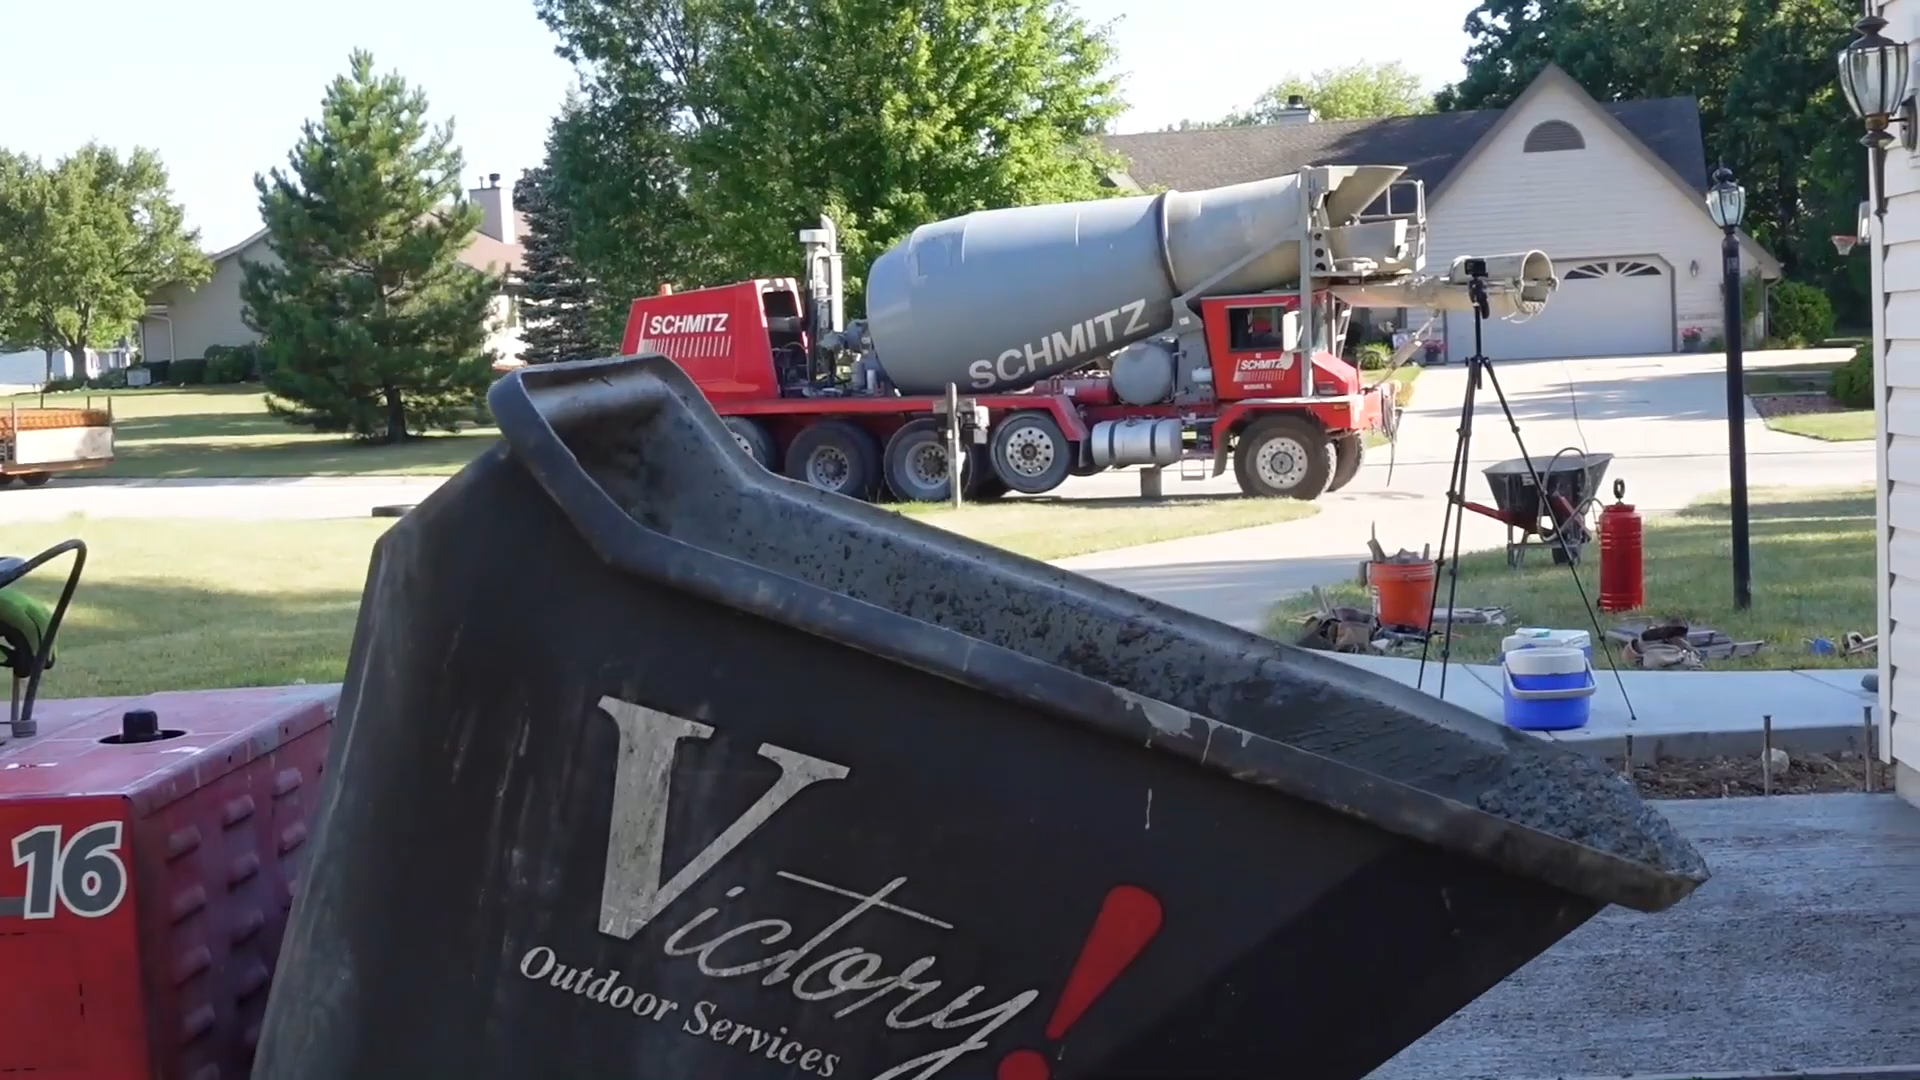 SCHMITZ
SCHMITZ
SCHMITZ
16
Victory!
Outdoor Services